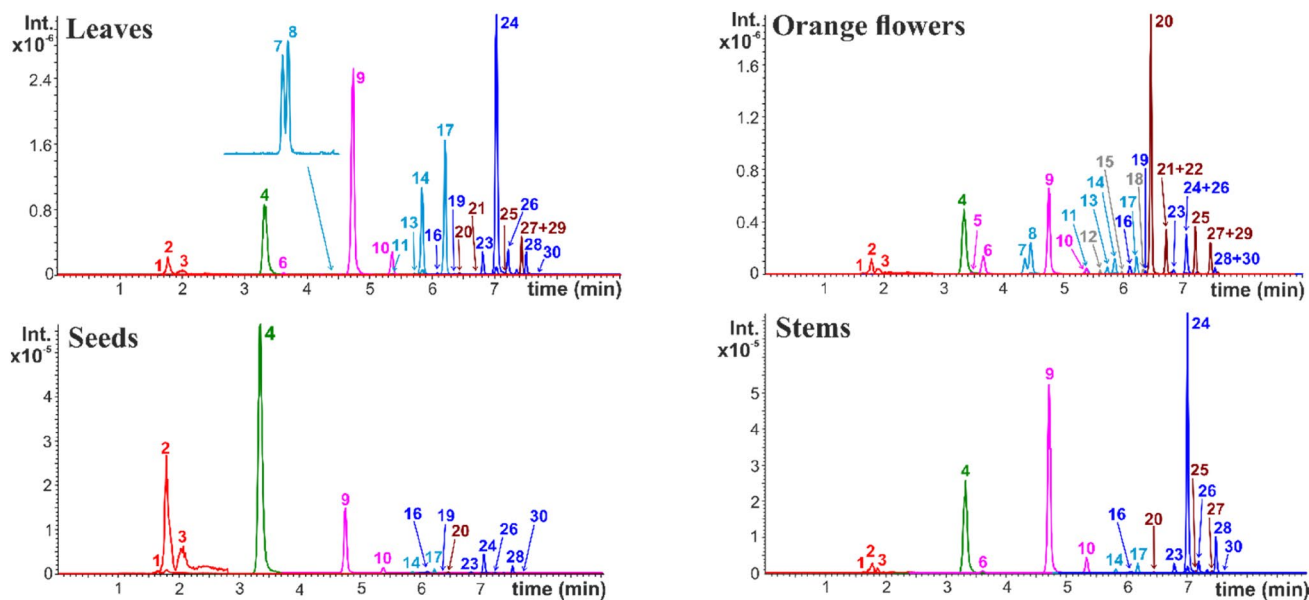 Leaves
Int.
x10-6
2.4
1.6
0.8
0
1 2 3 4 5 6 7
time (min)
1 2 3 4 6 7 8 9 10 11 13 14 16 17 19 20 21 23 24 25 26 27+29 28 30
Orange flowers
Int.
x10-6
1.6
1.2
0.8
0.4
0
1 2 3 4 5 6 7
time (min)
1 2 3 4 5 6 7 8 9 10 11 12 13 14 15 16 17 18 19 20 21+22 23 24+26 25 27+29 28+30
Seeds
Int.
x10-5
4
3
2
1
0
1 2 3 4 5 6 7
time (min)
1 2 3 4 9 10 14 16 17 19 20 23 24 26 28 30
Stems
Int.
x10-5
5
4
3
2
1
0
1 2 3 4 5 6 7
time (min)
1 2 3 4 6 9 10 14 16 17 20 23 24 25 26 27 28 30